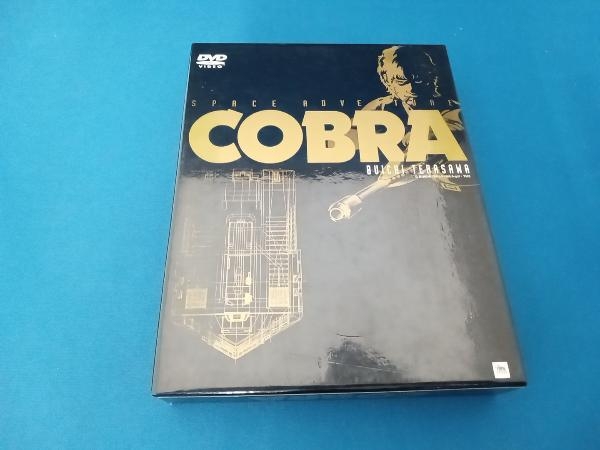 DVD
VIDEO
SPACE ADVENTURE
COBRA
BUICHI TERASAWA